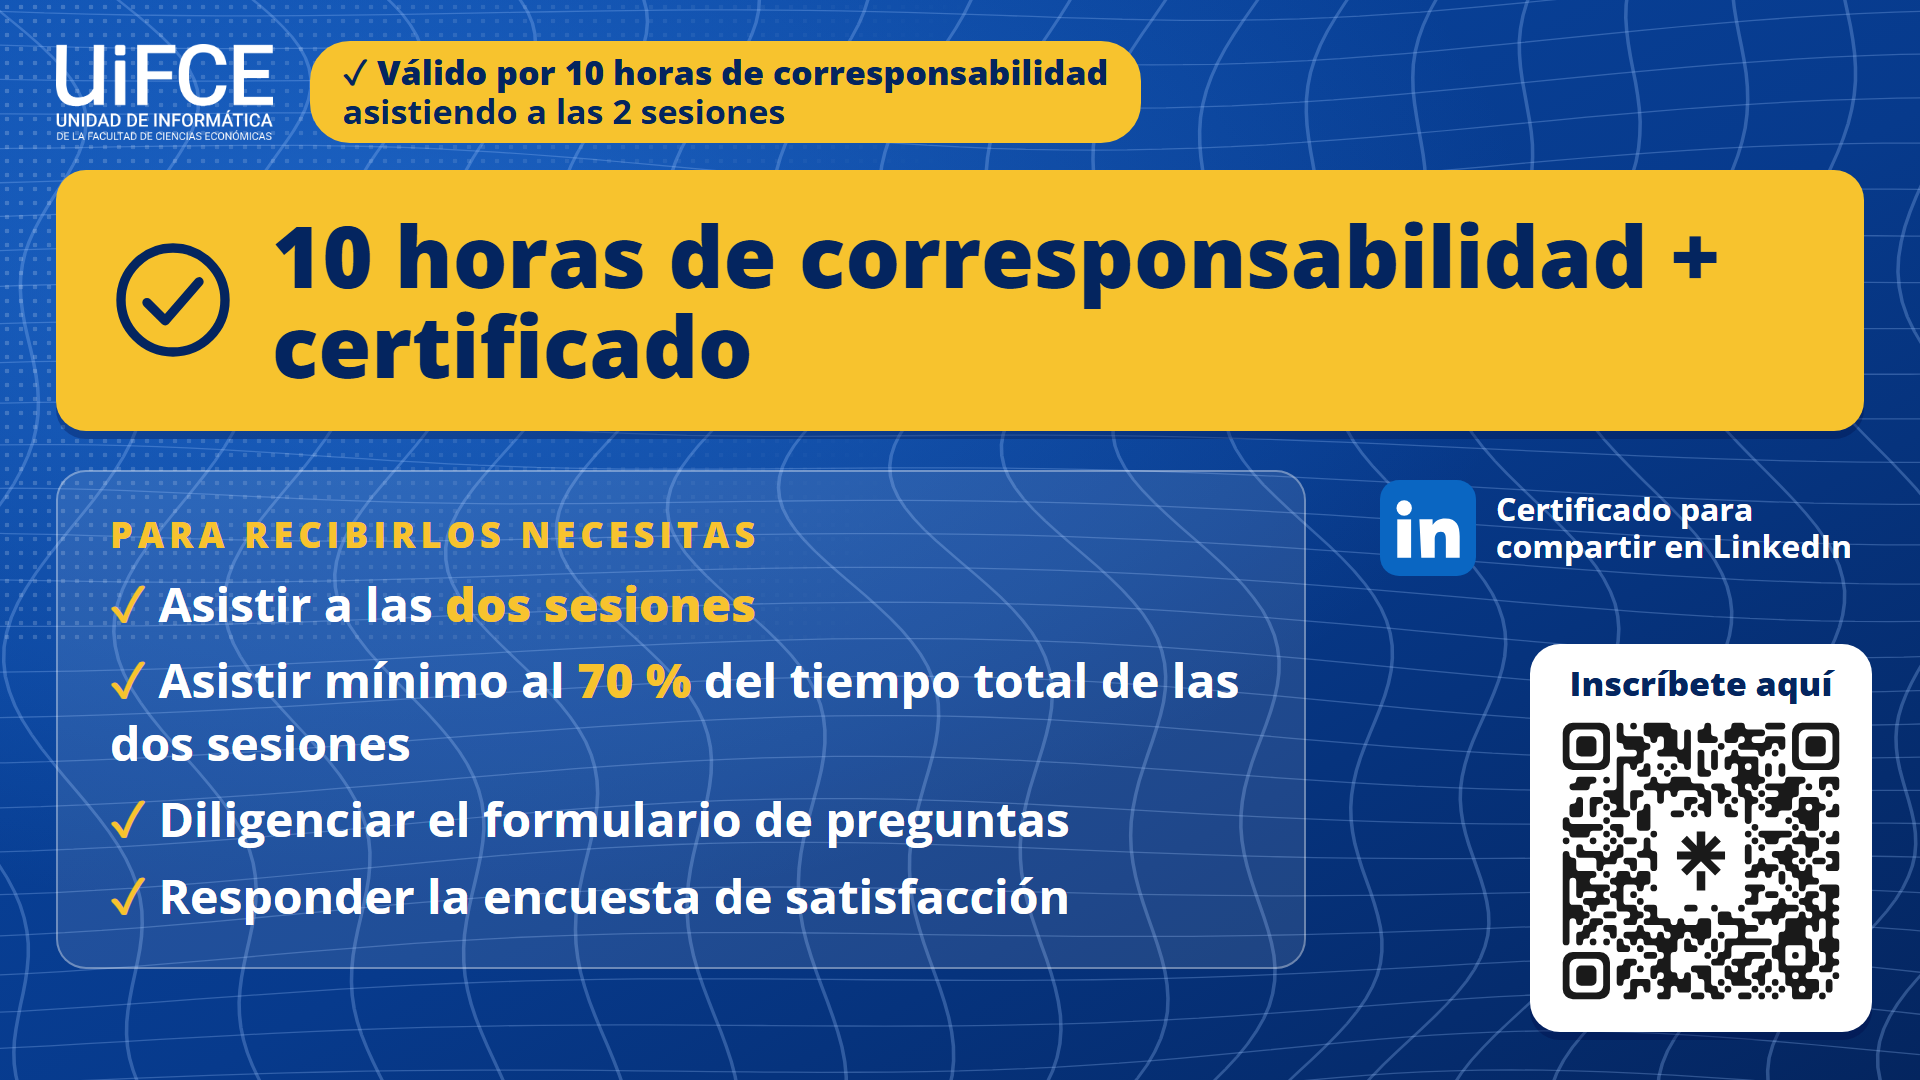 UiFCE
UNIDAD DE INFORMÁTICA
DE LA FACULTAD DE CIENCIAS ECONÓMICAS
✓ Válido por 10 horas de corresponsabilidad
asistiendo a las 2 sesiones
10 horas de corresponsabilidad +
certificado
PARA RECIBIRLOS NECESITAS
✓ Asistir a las dos sesiones
✓ Asistir mínimo al 70 % del tiempo total de las
dos sesiones
✓ Diligenciar el formulario de preguntas
✓ Responder la encuesta de satisfacción
in
Certificado para
compartir en LinkedIn
Inscríbete aquí